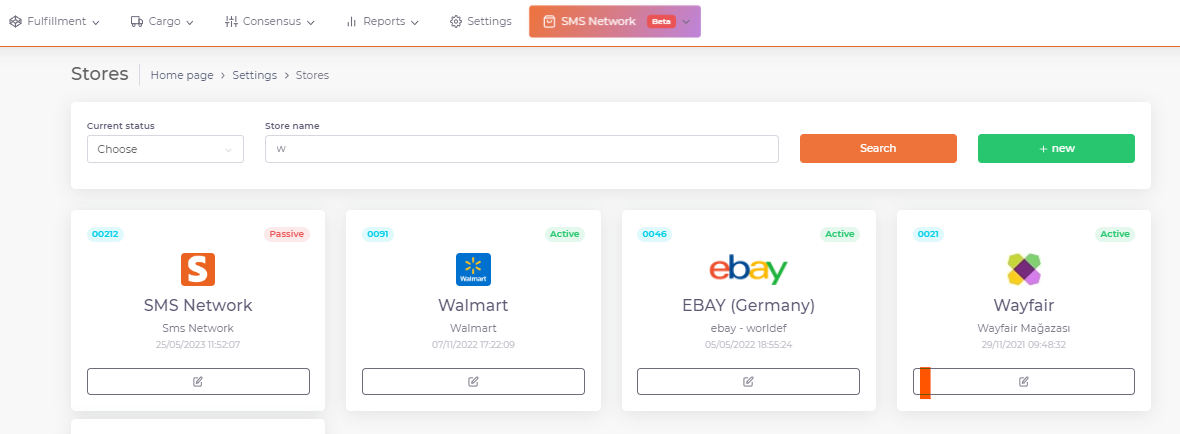 Fulfillment Cargo Consensus Reports Settings SMS Network Beta
Stores Home page > Settings > Stores
Current status Store name
Choose w Search + new
00212 Passive 0091 Active 0046 Active 0021 Active
S Walmart ebay
SMS Network Walmart EBAY (Germany) Wayfair
Sms Network Walmart ebay - worldef Wayfair Mağazası
25/05/2023 11:52:07 07/11/2022 17:22:09 05/05/2022 18:55:24 29/11/2021 09:48:32